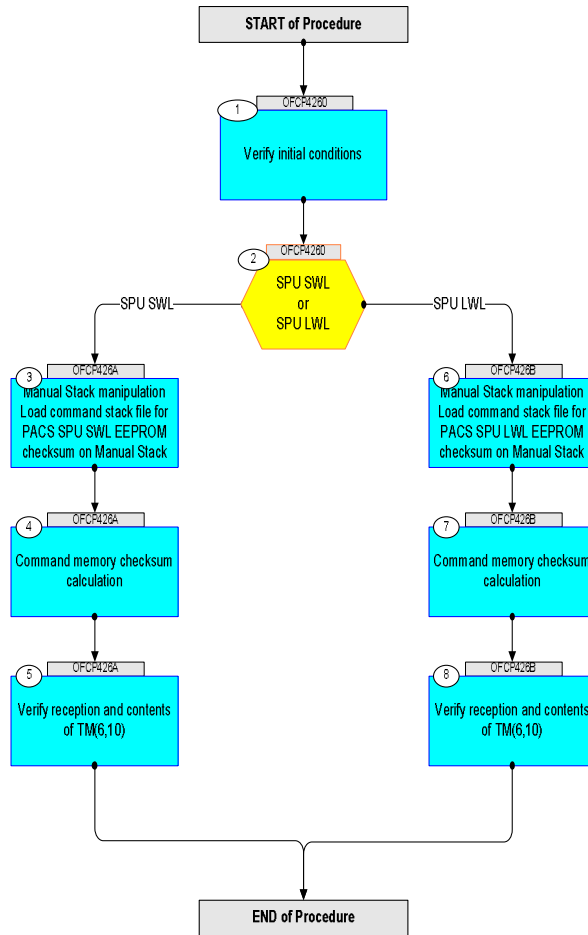 START of Procedure
OFCP4260
1
Verify initial conditions
OFCP4260
2
SPU SWL
or
SPU LWL
SPU SWL
SPU LWL
OFCP426A
3
Manual Stack manipulation
Load command stack file for
PACS SPU SWL EEPROM
checksum on Manual Stack
OFCP426B
6
Manual Stack manipulation
Load command stack file for
PACS SPU LWL EEPROM
checksum on Manual Stack
OFCP426A
4
Command memory checksum
calculation
OFCP426B
7
Command memory checksum
calculation
OFCP426A
5
Verify reception and contents
of TM(6,10)
OFCP426B
8
Verify reception and contents
of TM(6,10)
END of Procedure